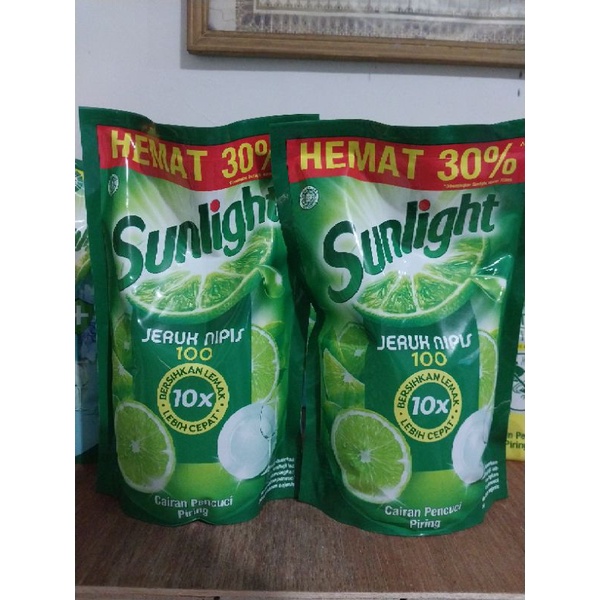 HEMAT 30%
Sunlight
JERUK NIPIS
100
BERSIHKAN LEMAK
10x
LEBIH CEPAT
Cairan Pencuci
Piring
HEMAT 30%
Sunlight
JERUK NIPIS
100
BERSIHKAN LEMAK
10x
LEBIH CEPAT
Cairan Pencuci
Piring